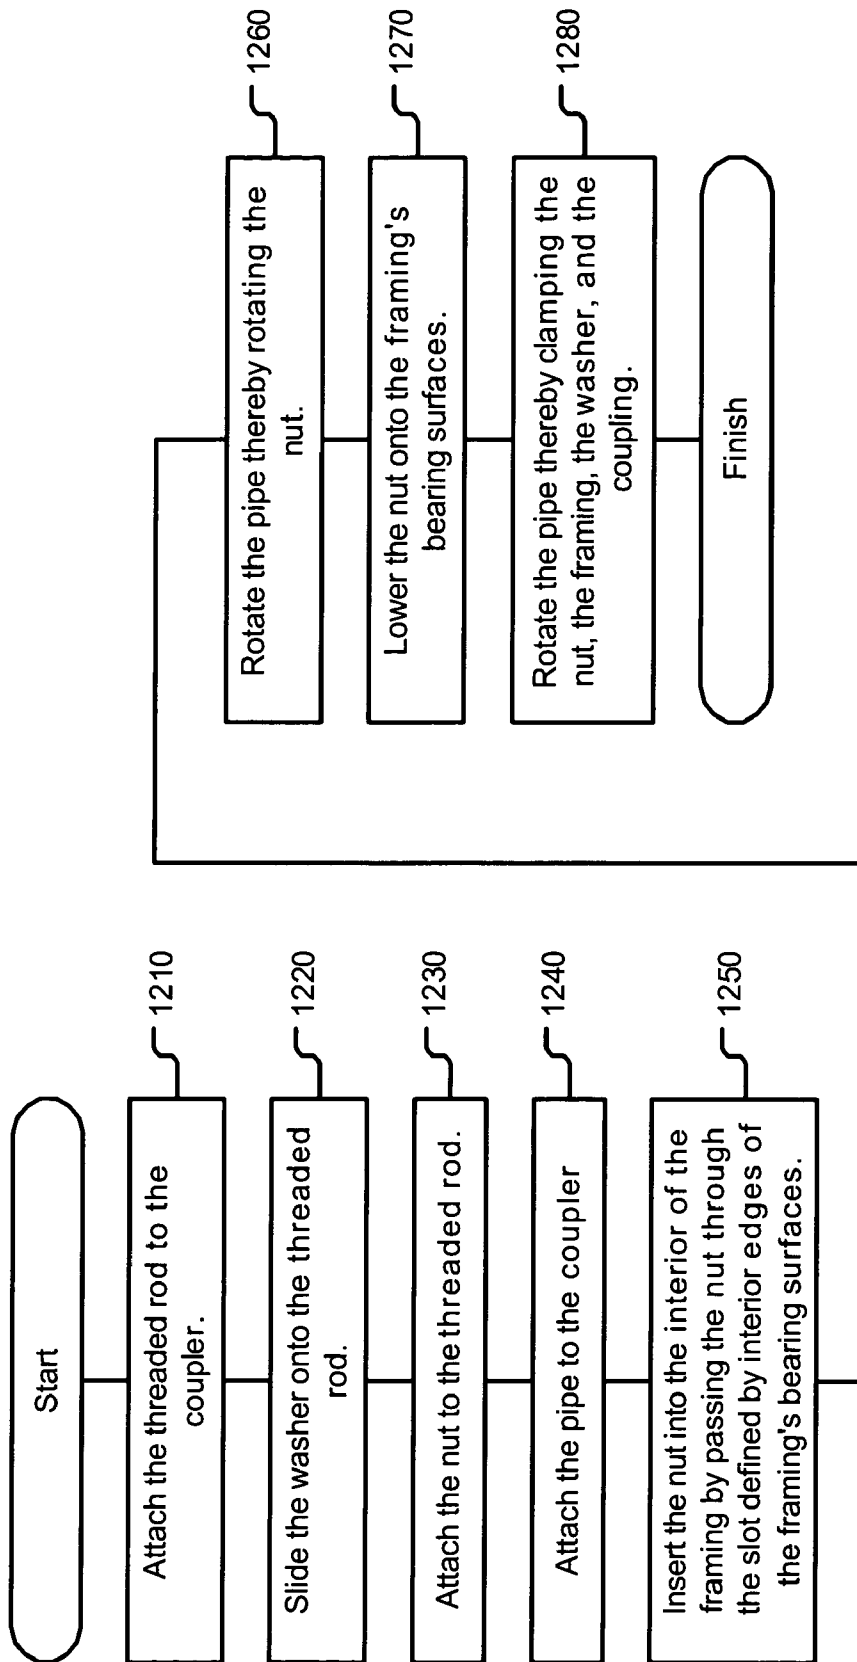 Start
Attach the threaded rod to the
coupler.
1210
Slide the washer onto the threaded
rod.
1220
Attach the nut to the threaded rod.
1230
Attach the pipe to the coupler
1240
Insert the nut into the interior of the
framing by passing the nut through
the slot defined by interior edges of
the framing's bearing surfaces.
1250
Rotate the pipe thereby rotating the
nut.
1260
Lower the nut onto the framing's
bearing surfaces.
1270
Rotate the pipe thereby clamping the
nut, the framing, the washer, and the
coupling.
1280
Finish